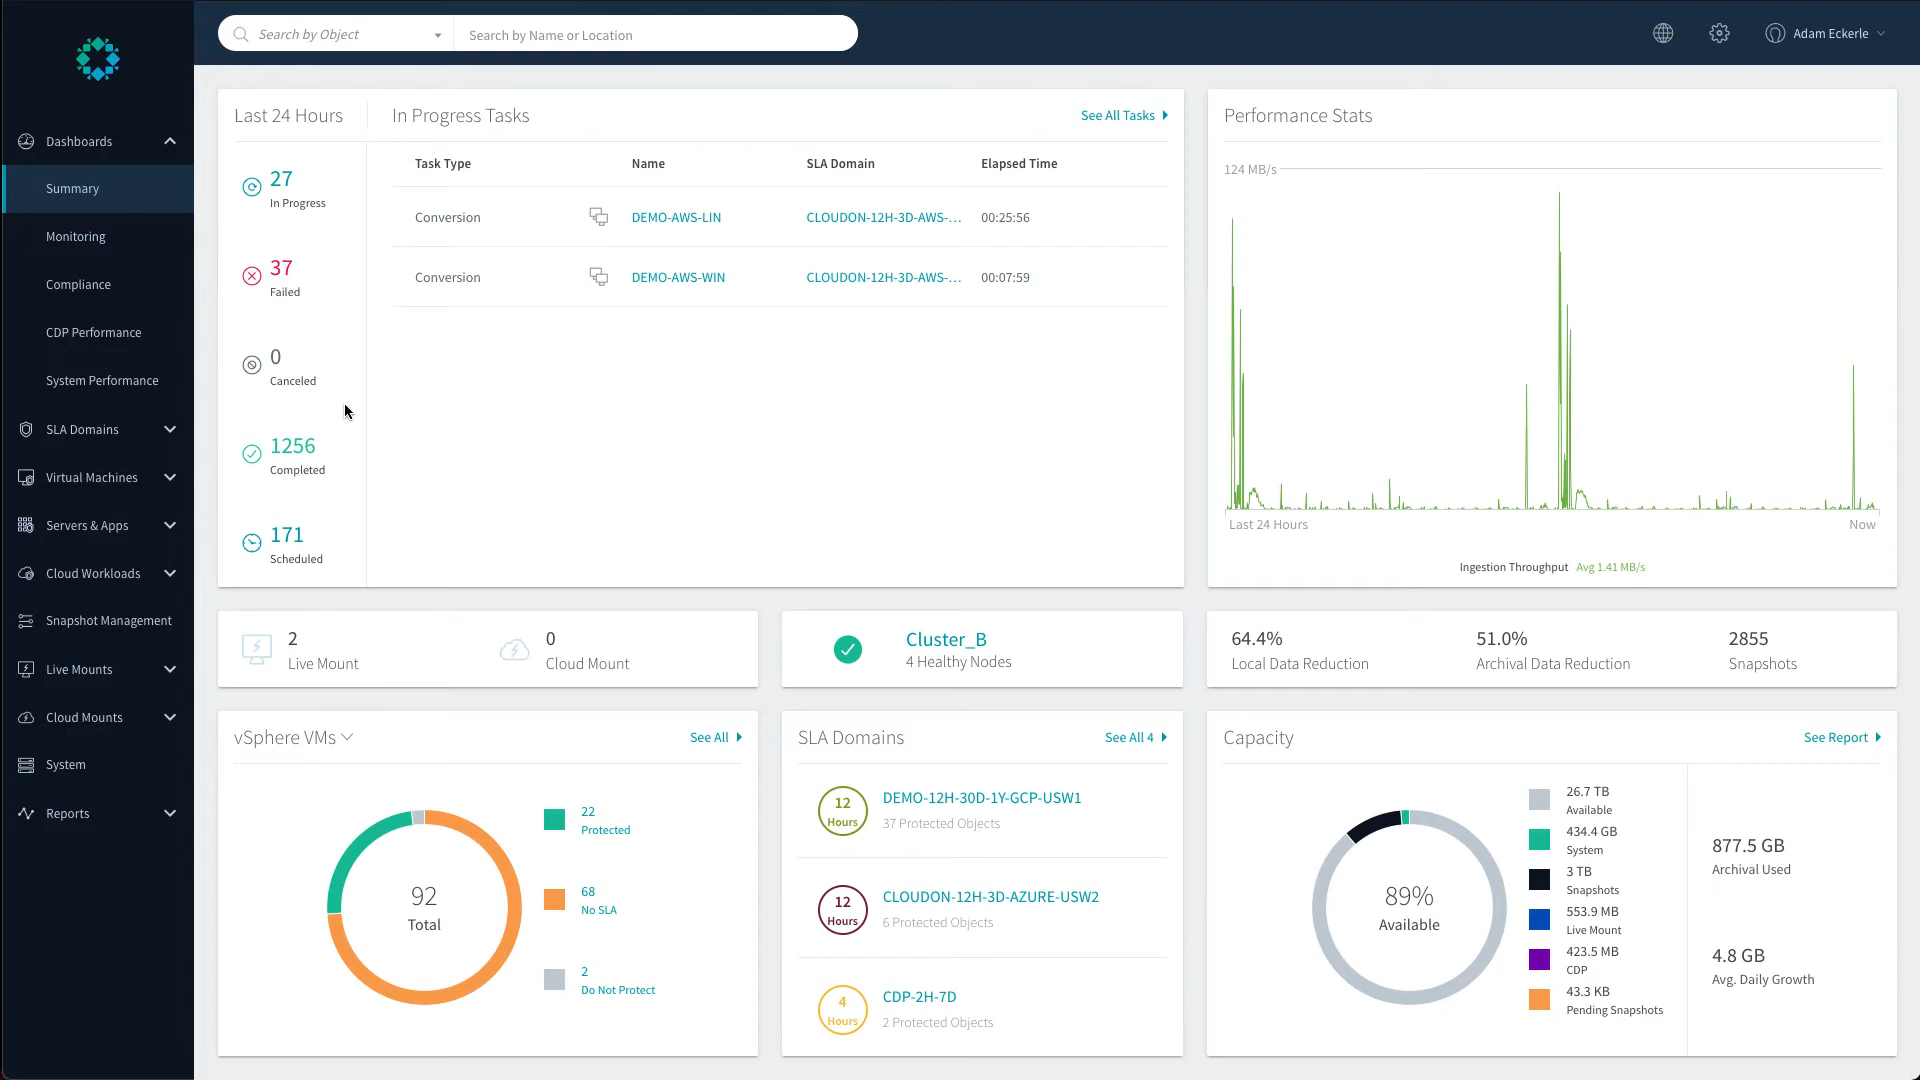 Search by Object
Search by Name or Location
Adam Eckerle
Dashboards
Summary
Monitoring
Compliance
CDP Performance
System Performance
SLA Domains
Virtual Machines
Servers & Apps
Cloud Workloads
Snapshot Management
Live Mounts
Cloud Mounts
System
Reports
Last 24 Hours
27
In Progress
37
Failed
0
Canceled
1256
Completed
171
Scheduled
In Progress Tasks
See All Tasks
Task Type Name SLA Domain Elapsed Time
Conversion DEMO-AWS-LIN CLOUDON-12H-3D-AWS-... 00:25:56
Conversion DEMO-AWS-WIN CLOUDON-12H-3D-AWS-... 00:07:59
Performance Stats
124 MB/s
Last 24 Hours Now
Ingestion Throughput Avg 1.41 MB/s
2
Live Mount
0
Cloud Mount
Cluster_B
4 Healthy Nodes
64.4%
Local Data Reduction
51.0%
Archival Data Reduction
2855
Snapshots
vSphere VMs
See All
92
Total
22
Protected
68
No SLA
2
Do Not Protect
SLA Domains
See All 4
12
Hours
DEMO-12H-30D-1Y-GCP-USW1
37 Protected Objects
12
Hours
CLOUDON-12H-3D-AZURE-USW2
6 Protected Objects
4
Hours
CDP-2H-7D
2 Protected Objects
Capacity
See Report
89%
Available
26.7 TB
Available
434.4 GB
System
3 TB
Snapshots
553.9 MB
Live Mount
423.5 MB
CDP
43.3 KB
Pending Snapshots
877.5 GB
Archival Used
4.8 GB
Avg. Daily Growth